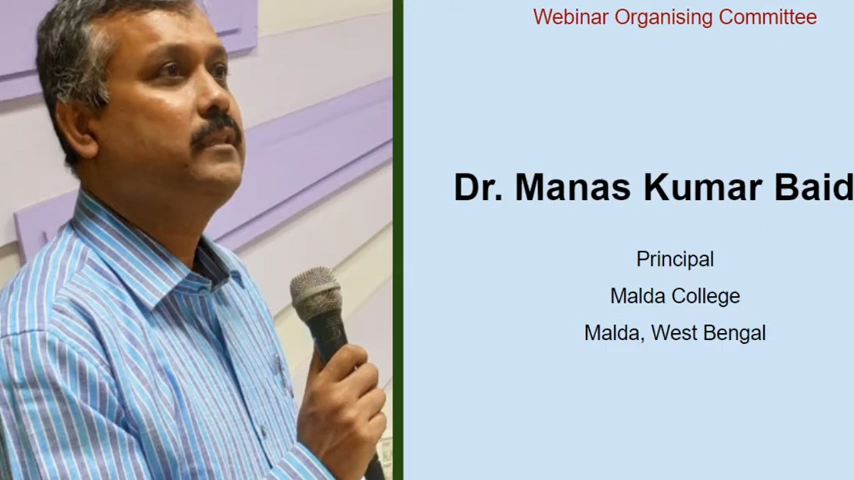 Webinar Organising Committee
Dr. Manas Kumar Baid
Principal
Malda College
Malda, West Bengal